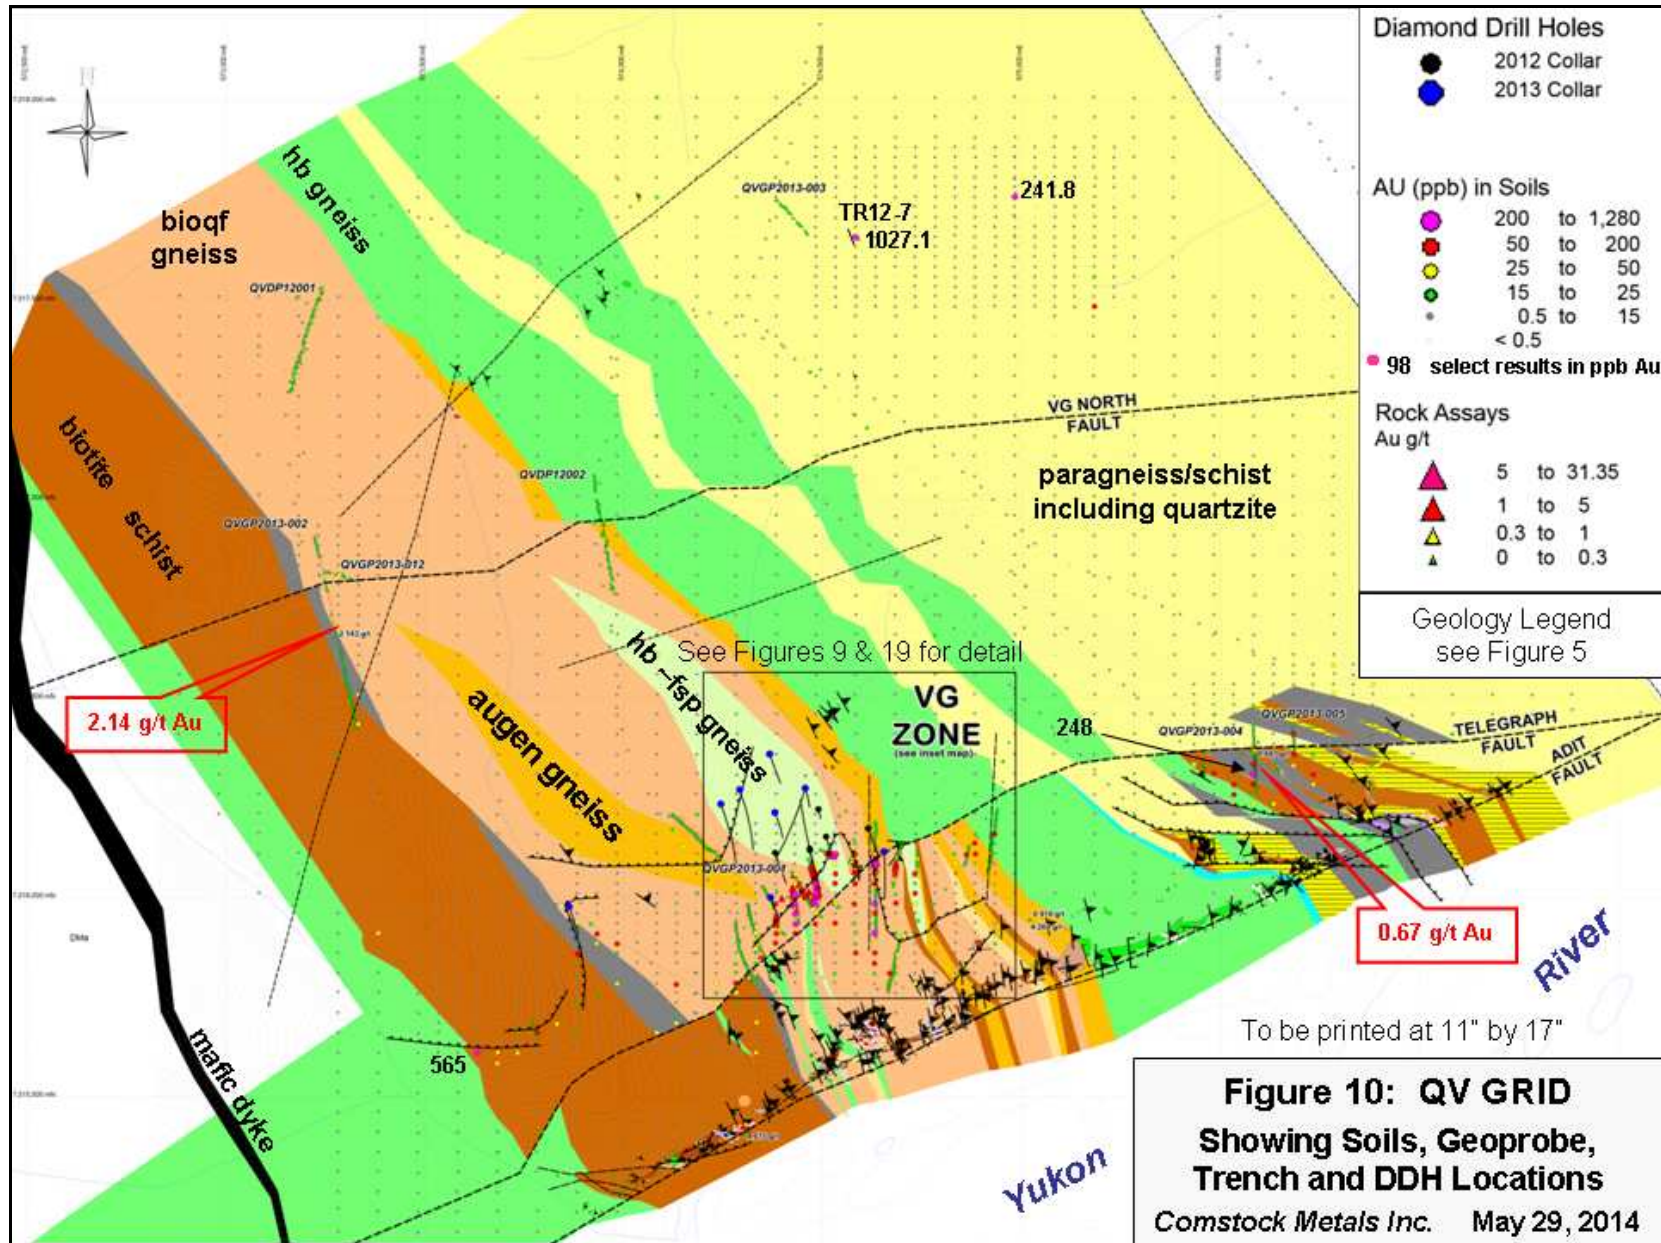 Diamond Drill Holes
2012 Collar
2013 Collar
AU (ppb) in Soils
200 to 1,280
50 to 200
25 to 50
15 to 25
0.5 to 15
< 0.5
98 select results in ppb Au
Rock Assays
Au g/t
5 to 31.35
1 to 5
0.3 to 1
0 to 0.3
Geology Legend
see Figure 5
hb gneiss
bioqf
gneiss
QVGP2013-003
TR12-7
1027.1
241.8
QVDP12001
biotite
schist
VG NORTH
FAULT
QVDP12002
paragneiss/schist
including quartzite
QVGP2013-002
QVGP2013-012
2.14 g/t Au
hb ~fsp gneiss
See Figures 9 & 19 for detail
augen gneiss
VG
ZONE
(see inset map)
248
QVGP2013-004
QVGP2013-005
TELEGRAPH
FAULT
ADIT
FAULT
QVGP2013-001
0.67 g/t Au
River
DMa
565
mafic dyke
Yukon
To be printed at 11" by 17"
Figure 10: QV GRID
Showing Soils, Geoprobe,
Trench and DDH Locations
Comstock Metals Inc. May 29, 2014